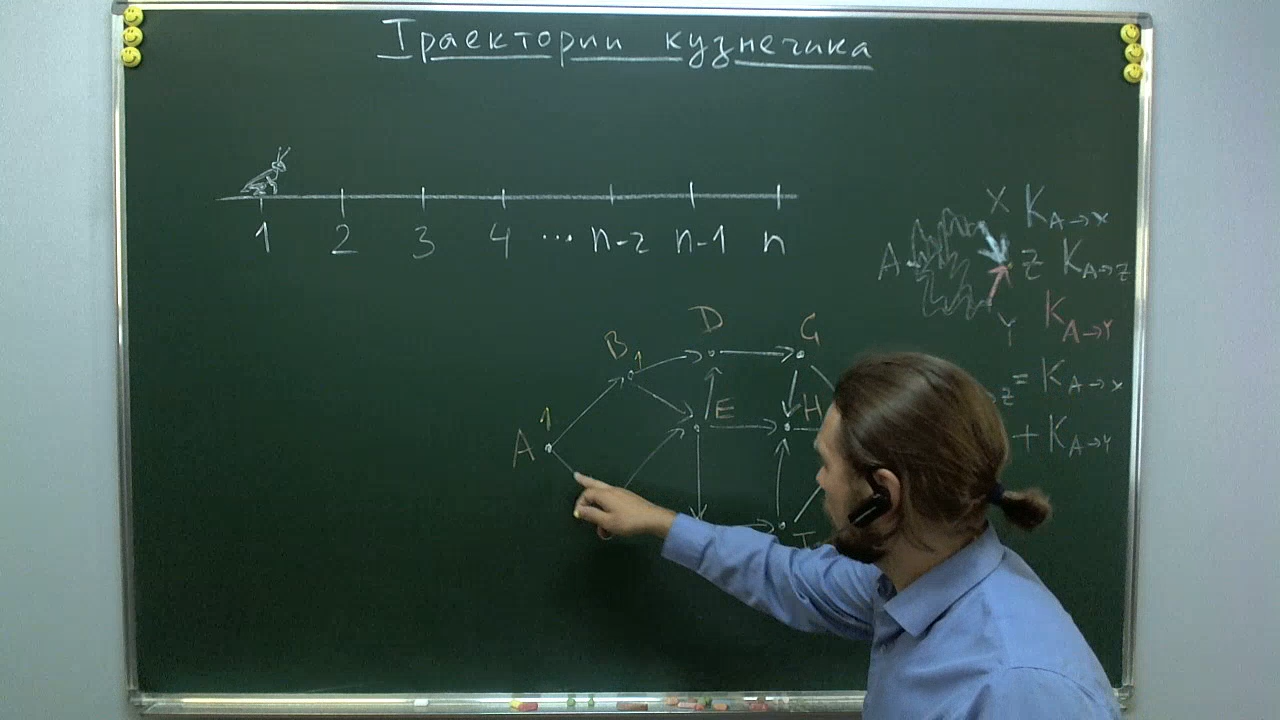 Траектории кузнечика
1 2 3 4 ... n-2 n-1 n
X K A→X
A Z K A→Z
Y K A→Y
z = K A→X
+ K A→Y
D G
B 1
E H
A 1